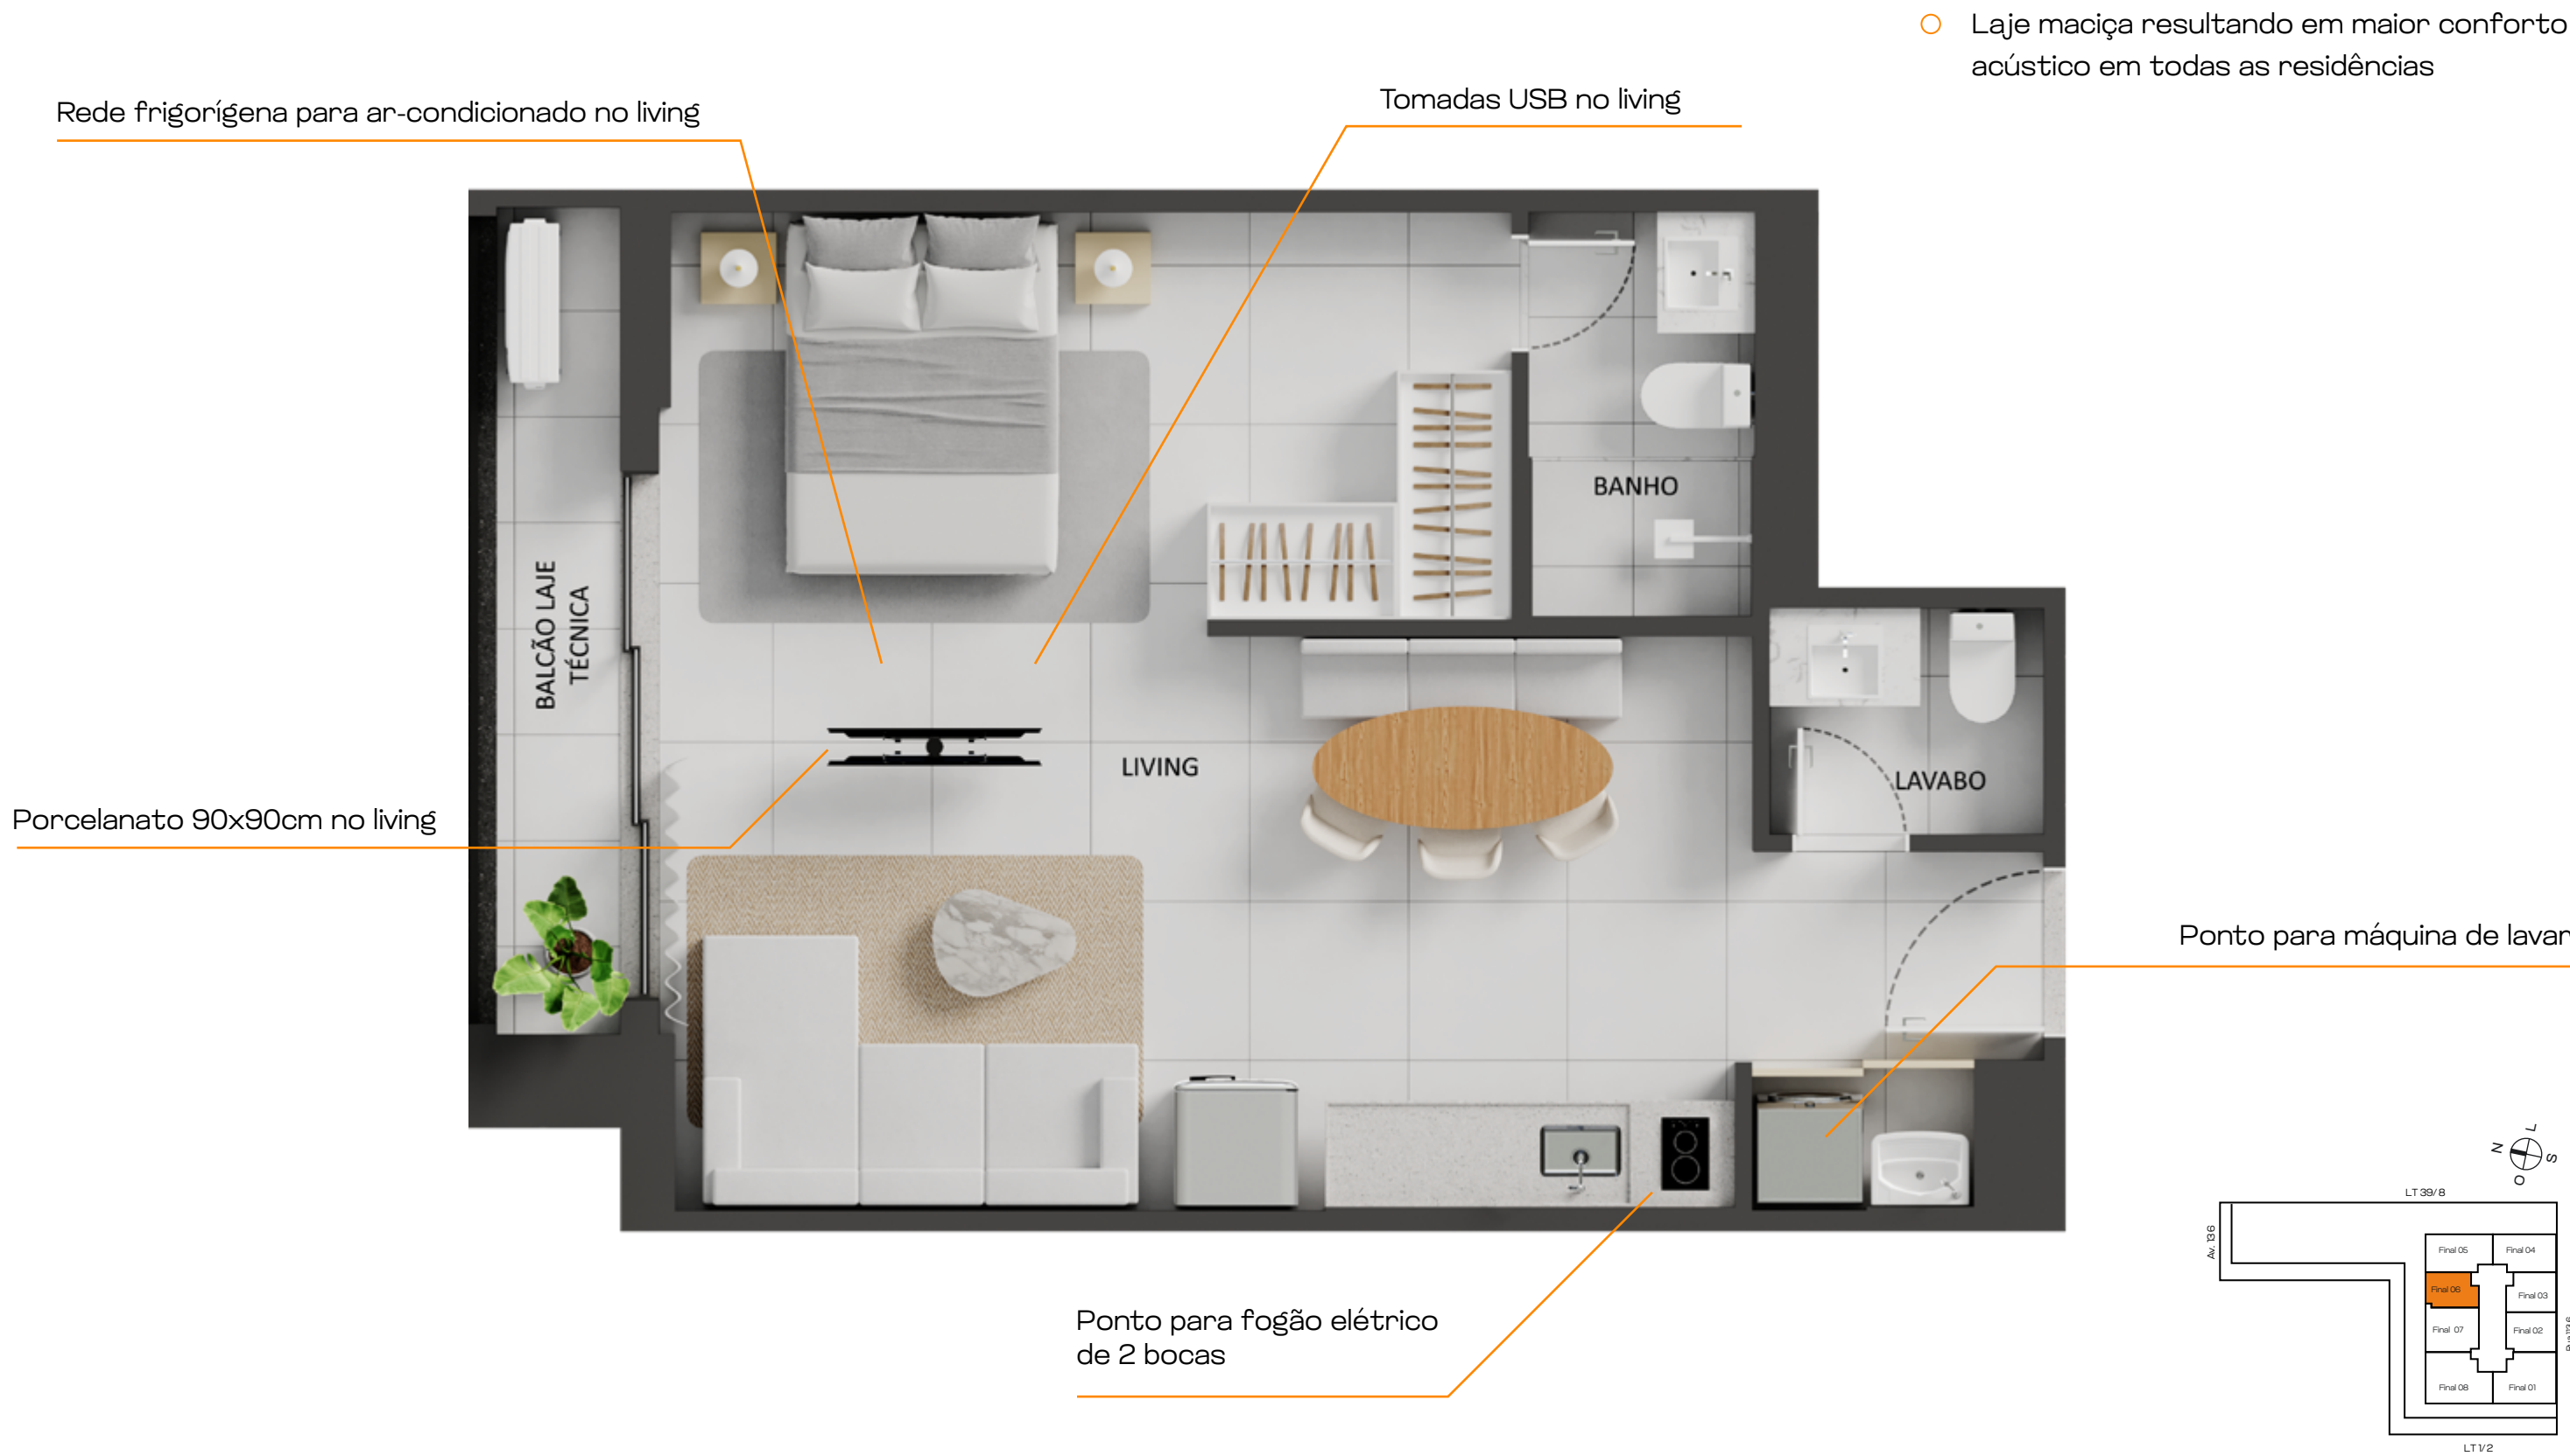 Laje maciça resultando em maior conforto
acústico em todas as residências
Rede frigorígena para ar-condicionado no living
Tomadas USB no living
BANHO
BALCÃO LAJE
TÉCNICA
LIVING
LAVABO
Porcelanato 90x90cm no living
Ponto para máquina de lavar
Ponto para fogão elétrico
de 2 bocas
N
L
S
O
LT 39/8
Av. 136
Final 05
Final 04
Final 06
Final 03
Final 07
Final 02
Final 08
Final 01
LT 1/2